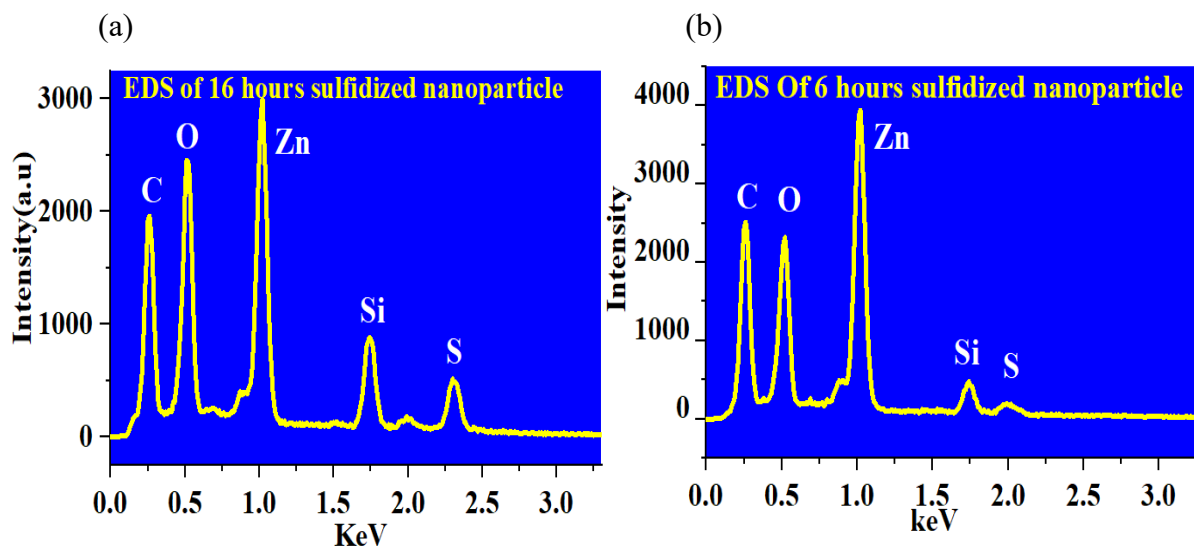 (a)
(b)
EDS of 16 hours sulfidized nanoparticle
3000
2000
1000
0
Intensity(a.u)
C
O
Zn
Si
S
0.0 0.5 1.0 1.5 2.0 2.5 3.0
KeV
EDS Of 6 hours sulfidized nanoparticle
4000
3000
2000
1000
0
Intensity
C
O
Zn
Si
S
0.0 0.5 1.0 1.5 2.0 2.5 3.0
keV